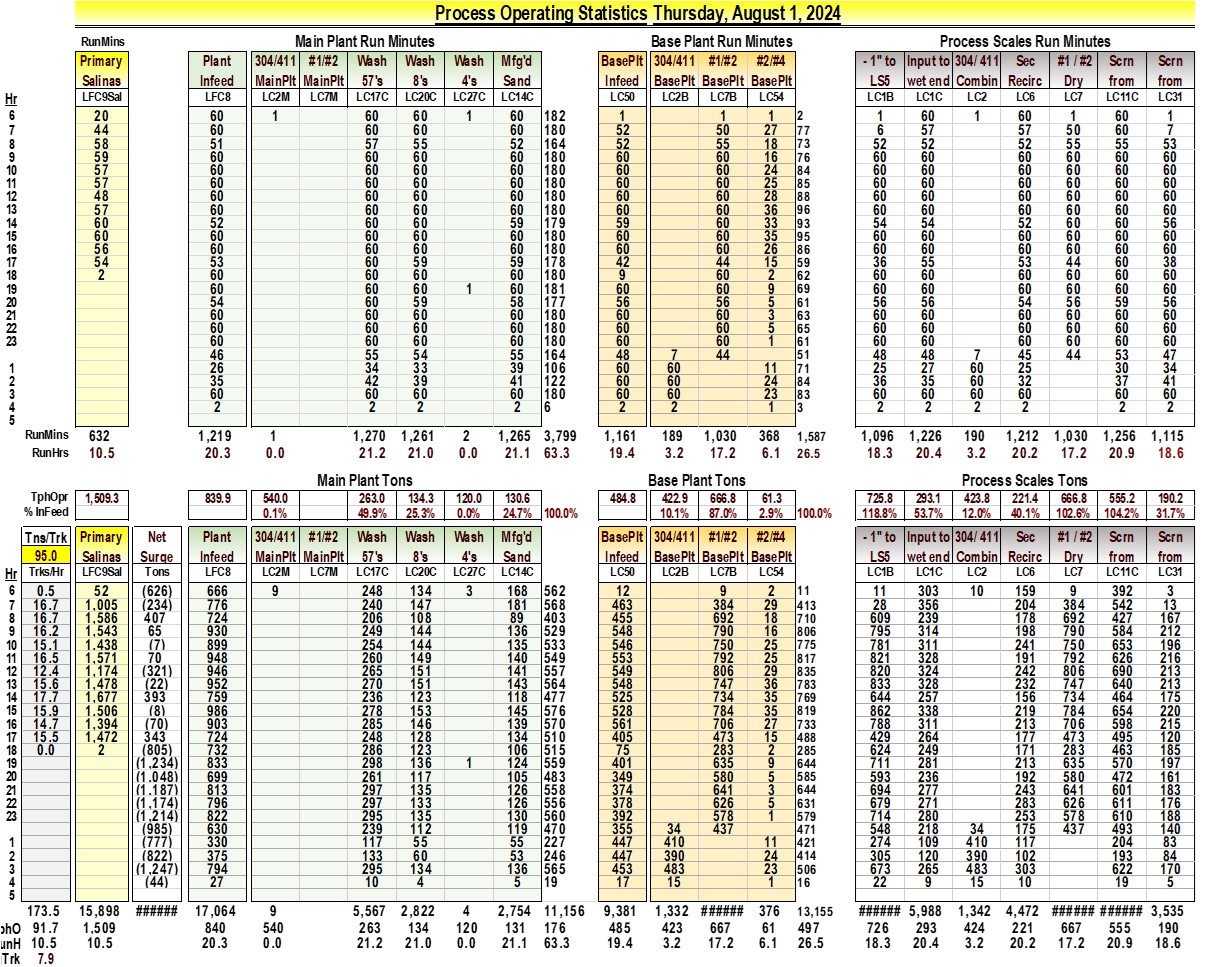 Process Operating Statistics Thursday, August 1, 2024
RunMins Main Plant Run Minutes Base Plant Run Minutes Process Scales Run Minutes
Primary Plant 304/411 #1/#2 Wash Wash Wash Mfg'd BasePlt 304/411 #1/#2 #2/#4 - 1" to Input to 304/ 411 Sec #1 / #2 Scrn Scrn
Salinas Infeed MainPlt MainPlt 57's 8's 4's Sand Infeed BasePlt BasePlt BasePlt LS5 wet end Combin Recirc Dry from from
Hr LFC9Sal LFC8 LC2M LC7M LC17C LC20C LC27C LC14C LC50 LC2B LC7B LC54 LC1B LC1C LC2 LC6 LC7 LC11C LC31
6 20 60 1 60 60 1 60 182 1 1 1 2 1 60 1 60 1 60 1
7 44 60 60 60 60 180 52 50 27 77 6 57 57 50 60 7
8 58 51 57 55 52 164 52 55 18 73 52 52 52 55 55 53
9 59 60 60 60 60 180 60 60 16 76 60 60 60 60 60 60
10 57 60 60 60 60 180 60 60 24 84 60 60 60 60 60 60
11 57 60 60 60 60 180 60 60 25 85 60 60 60 60 60 60
12 48 60 60 60 60 180 60 60 28 88 60 60 60 60 60 60
13 57 60 60 60 60 180 60 60 36 96 60 60 60 60 60 60
14 60 52 60 60 59 179 59 60 33 93 54 54 52 60 60 56
15 60 60 60 60 60 180 60 60 35 95 60 60 60 60 60 60
16 56 60 60 60 60 180 60 60 26 86 60 60 60 60 60 60
17 54 53 60 59 59 178 42 44 15 59 36 55 53 44 60 38
18 2 60 60 60 60 180 9 60 2 62 60 60 60 60 60 60
19 60 60 60 1 60 181 60 60 9 69 60 60 60 60 60 60
20 54 60 59 58 177 56 56 5 61 56 56 54 56 59 56
21 60 60 60 60 180 60 60 3 63 60 60 60 60 60 60
22 60 60 60 60 180 60 60 5 65 60 60 60 60 60 60
23 60 60 60 60 180 60 60 1 61 60 60 60 60 60 60
46 55 54 55 164 48 7 44 51 48 48 7 45 44 53 47
1 26 34 33 39 106 60 60 11 71 25 27 60 25 30 34
2 35 42 39 41 122 60 60 24 84 36 35 60 32 37 41
3 60 60 60 60 180 60 60 23 83 60 60 60 60 60 60
4 2 2 2 2 6 2 2 1 3 2 2 2 2 2 2
5
RunMins 632 1,219 1 1,270 1,261 2 1,265 3,799 1,161 189 1,030 368 1,587 1,096 1,226 190 1,212 1,030 1,256 1,115
RunHrs 10.5 20.3 0.0 21.2 21.0 0.0 21.1 63.3 19.4 3.2 17.2 6.1 26.5 18.3 20.4 3.2 20.2 17.2 20.9 18.6
Main Plant Tons Base Plant Tons Process Scales Tons
TphOpr 1,509.3 839.9 540.0 263.0 134.3 120.0 130.6 484.8 422.9 666.8 61.3 725.8 293.1 423.8 221.4 666.8 555.2 190.2
% InFeed 0.1% 49.9% 25.3% 0.0% 24.7% 100.0% 10.1% 87.0% 2.9% 100.0% 118.8% 53.7% 12.0% 40.1% 102.6% 104.2% 31.7%
Tns/Trk Primary Net Plant 304/411 #1/#2 Wash Wash Wash Mfg'd BasePlt 304/411 #1/#2 #2/#4 - 1" to Input to 304/ 411 Sec #1 / #2 Scrn Scrn
95.0 Salinas Surge Infeed MainPlt MainPlt 57's 8's 4's Sand Infeed BasePlt BasePlt BasePlt LS5 wet end Combin Recirc Dry from from
Hr Trks/Hr LFC9Sal Tons LFC8 LC2M LC7M LC17C LC20C LC27C LC14C LC50 LC2B LC7B LC54 LC1B LC1C LC2 LC6 LC7 LC11C LC31
6 0.5 52 (626) 666 9 248 134 3 168 562 12 9 2 11 11 303 10 159 9 392 3
7 16.7 1,005 (234) 776 240 147 181 568 463 384 29 413 28 356 204 384 542 13
8 16.7 1,586 407 724 206 108 89 403 455 692 18 710 609 239 178 692 427 167
9 16.2 1,543 65 930 249 144 136 529 548 790 16 806 795 314 198 790 584 212
10 15.1 1,438 (7) 899 254 144 135 533 546 750 25 775 781 311 241 750 653 196
11 16.5 1,571 70 948 260 149 140 549 553 792 25 817 821 328 191 792 626 216
12 12.4 1,174 (321) 946 265 151 141 557 549 806 29 835 820 324 242 806 690 213
13 15.6 1,478 (22) 952 270 151 143 564 548 747 36 783 833 328 232 747 640 213
14 17.7 1,677 393 759 236 123 118 477 525 734 35 769 644 257 156 734 464 175
15 15.9 1,506 (8) 986 278 153 145 576 528 784 35 819 862 338 219 784 654 220
16 14.7 1,394 (70) 903 285 146 139 570 561 706 27 733 788 311 213 706 598 215
17 15.5 1,472 343 724 248 128 134 510 405 473 15 488 429 264 177 473 495 120
18 0.0 2 (805) 732 286 123 106 515 75 283 2 285 624 249 171 283 463 185
19 (1,234) 833 298 136 1 124 559 401 635 9 644 711 281 213 635 570 197
20 (1,048) 699 261 117 105 483 349 580 5 585 593 236 192 580 472 161
21 (1,187) 813 297 135 126 558 374 641 3 644 694 277 243 641 601 183
22 (1,174) 796 297 133 126 556 378 626 5 631 679 271 283 626 611 176
23 (1,214) 822 295 135 130 560 392 578 1 579 714 280 253 578 610 188
(985) 630 239 112 119 470 355 34 437 471 548 218 34 175 437 493 140
1 (777) 330 117 55 55 227 447 410 11 421 274 109 410 117 204 83
2 (822) 375 133 60 53 246 447 390 24 414 305 120 390 102 193 84
3 (1,247) 794 295 134 136 565 453 483 23 506 673 265 483 303 622 170
4 (44) 27 10 4 5 19 17 15 1 16 22 9 15 10 19 5
5
173.5 15,898 ###### 17,064 9 5,567 2,822 4 2,754 11,156 9,381 1,332 ###### 376 13,155 ###### 5,988 1,342 4,472 ###### ###### 3,535
phO 91.7 1,509 840 540 263 134 120 131 176 485 423 667 61 497 726 293 424 221 667 555 190
unH 10.5 10.5 20.3 0.0 21.2 21.0 0.0 21.1 63.3 19.4 3.2 17.2 6.1 26.5 18.3 20.4 3.2 20.2 17.2 20.9 18.6
Trk 7.9